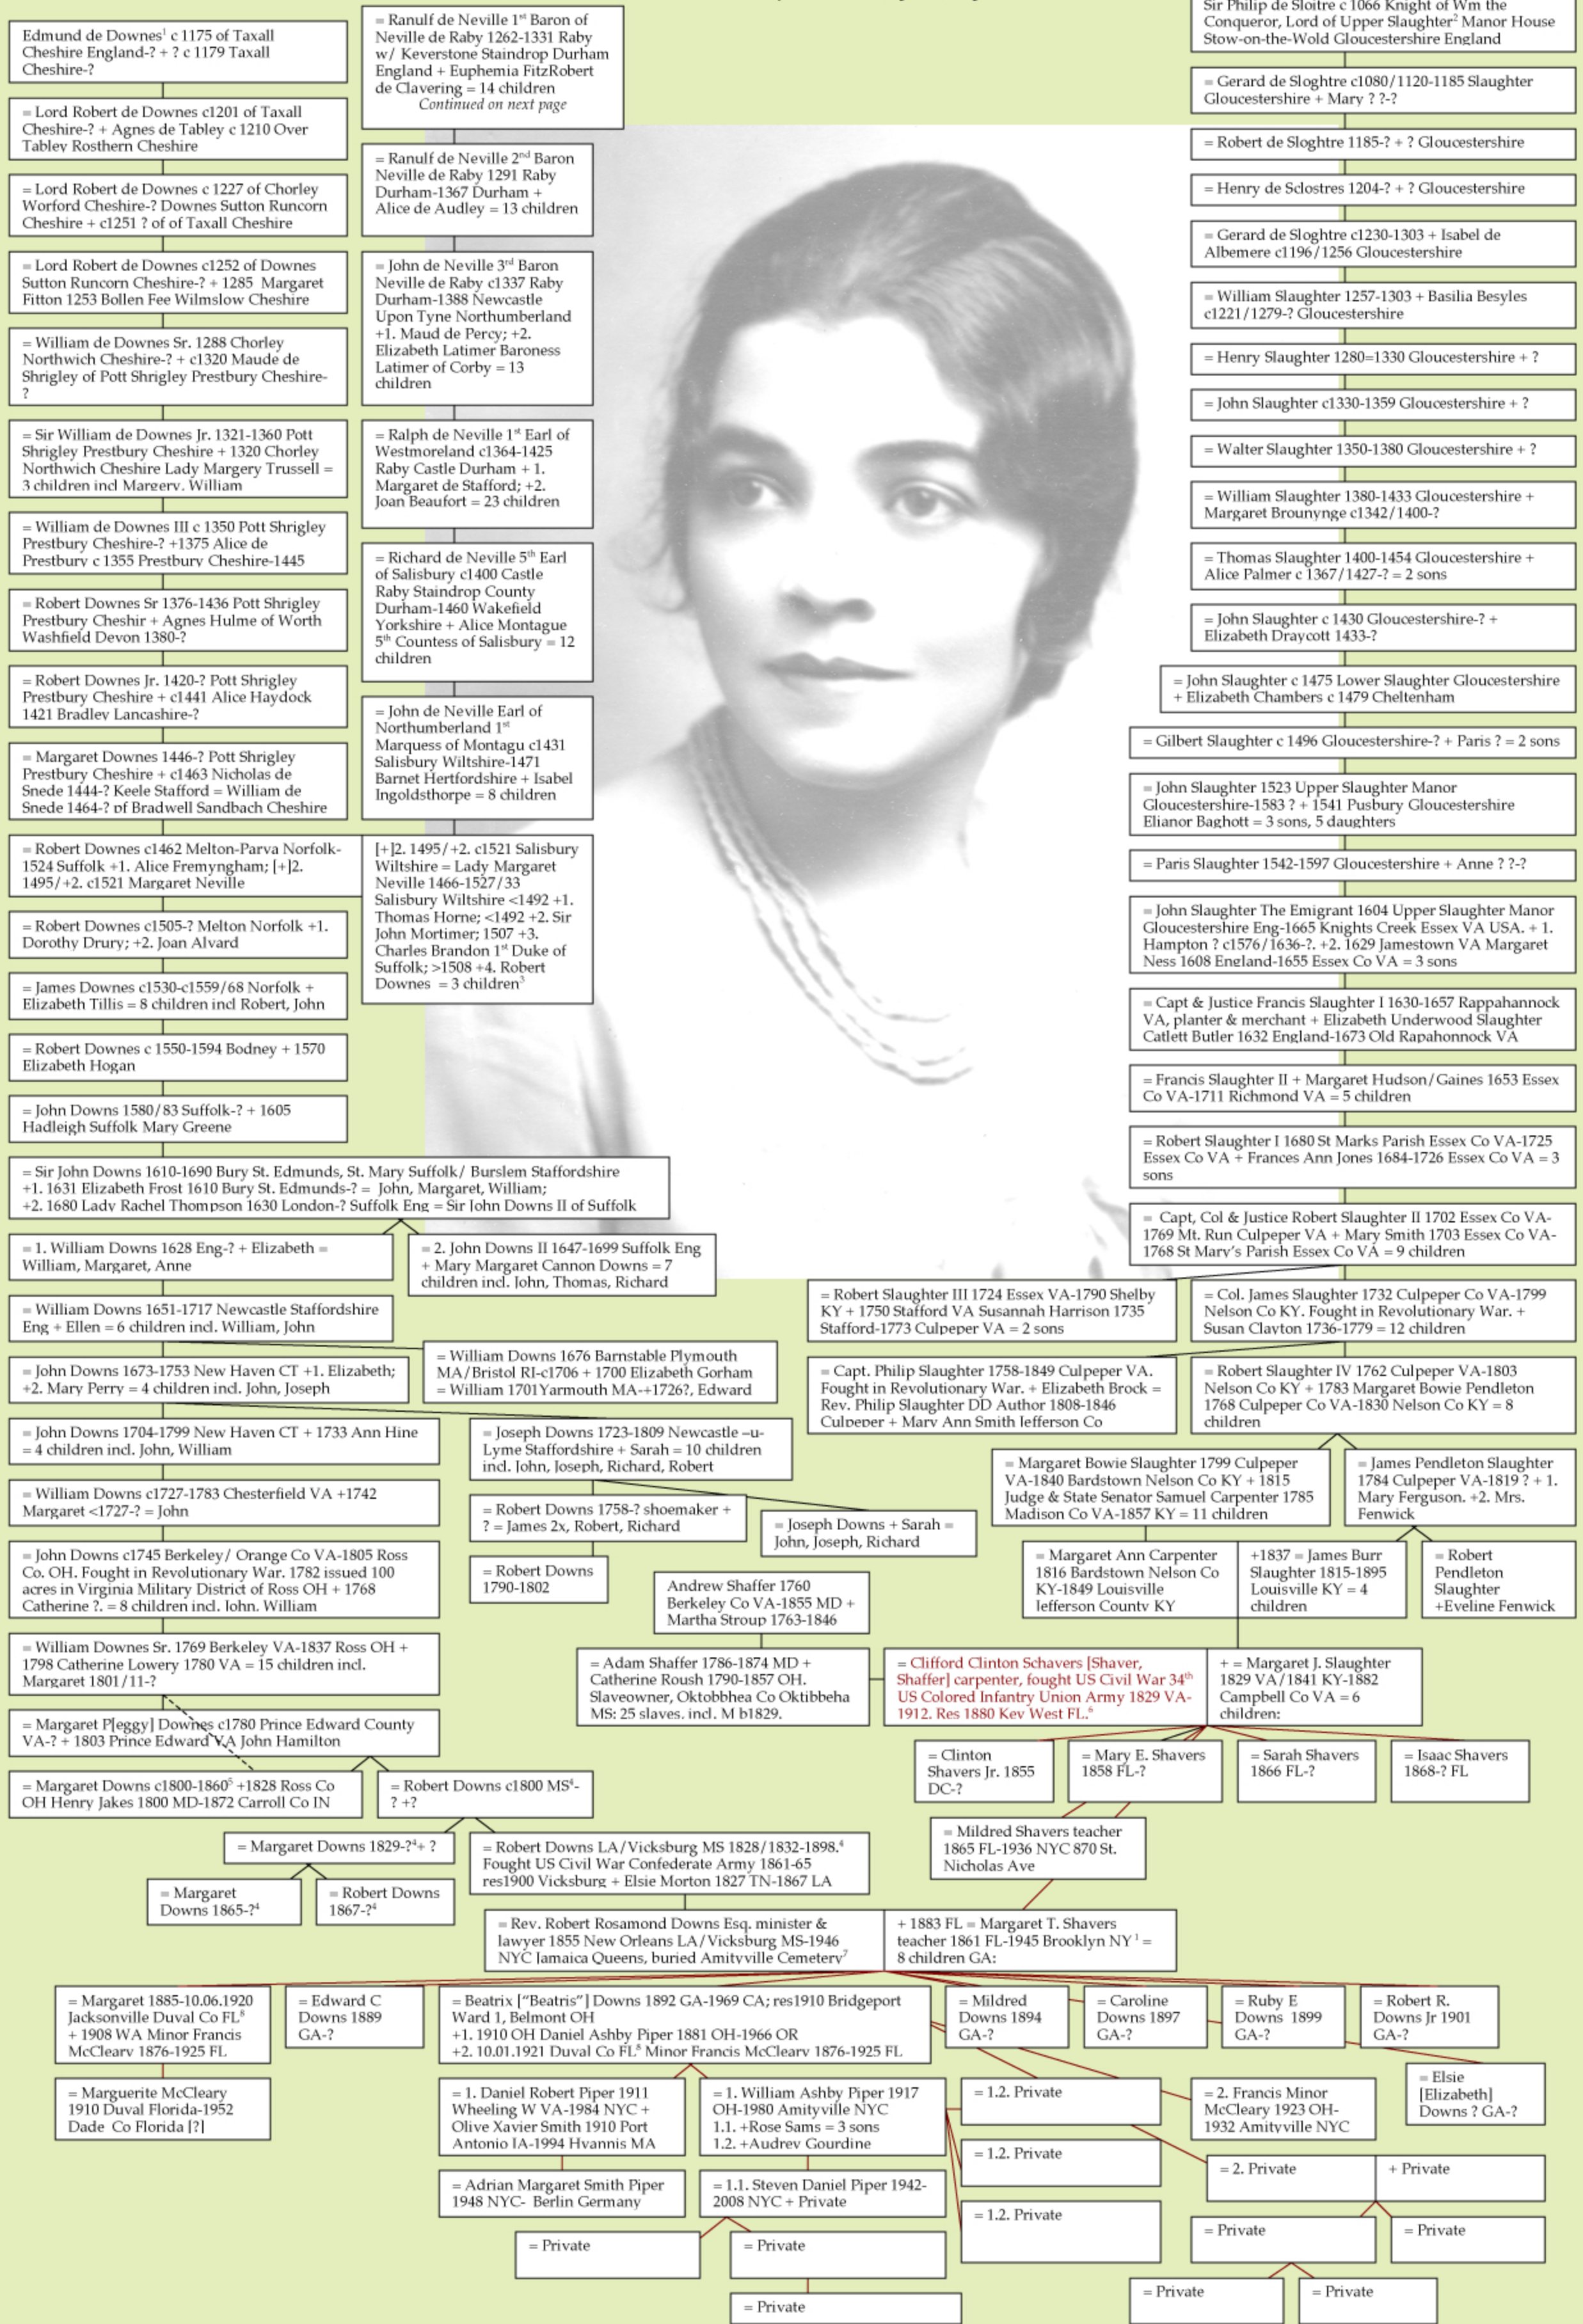 Edmund de Downes¹ c 1175 of Taxall
Cheshire England-? + ? c 1179 Taxall
Cheshire-?
= Lord Robert de Downes c1201 of Taxall
Cheshire-? + Agnes de Tabley c 1210 Over
Tabley Rosthern Cheshire
= Lord Robert de Downes c 1227 of Chorley
Worford Cheshire-? Downes Sutton Runcorn
Cheshire + c1251 ? of of Taxall Cheshire
= Lord Robert de Downes c1252 of Downes
Sutton Runcorn Cheshire-? + 1285 Margaret
Fitton 1253 Bollen Fee Wilmslow Cheshire
= William de Downes Sr. 1288 Chorley
Northwich Cheshire-? + c1320 Maude de
Shrigley of Pott Shrigley Prestbury Cheshire-
?
= Sir William de Downes Jr. 1321-1360 Pott
Shrigley Prestbury Cheshire + 1320 Chorley
Northwich Cheshire Lady Margery Trussell =
3 children incl Margery, William
= William de Downes III c 1350 Pott Shrigley
Prestbury Cheshire-? +1375 Alice de
Prestbury c 1355 Prestbury Cheshire-1445
= Robert Downes Sr 1376-1436 Pott Shrigley
Prestbury Cheshir + Agnes Hulme of Worth
Washfield Devon 1380-?
= Robert Downes Jr. 1420-? Pott Shrigley
Prestbury Cheshire + c1441 Alice Haydock
1421 Bradley Lancashire-?
= Margaret Downes 1446-? Pott Shrigley
Prestbury Cheshire + c1463 Nicholas de
Snede 1444-? Keele Stafford = William de
Snede 1464-? pf Bradwell Sandbach Cheshire
= Robert Downes c1462 Melton-Parva Norfolk-
1524 Suffolk +1. Alice Fremyngham; [+]2.
1495/+2. c1521 Margaret Neville
= Robert Downes c1505-? Melton Norfolk +1.
Dorothy Drury; +2. Joan Alvard
= James Downes c1530-c1559/68 Norfolk +
Elizabeth Tillis = 8 children incl Robert, John
= Robert Downes c 1550-1594 Bodney + 1570
Elizabeth Hogan
= John Downs 1580/83 Suffolk-? + 1605
Hadleigh Suffolk Mary Greene
= Sir John Downs 1610-1690 Bury St. Edmunds, St. Mary Suffolk/ Burslem Staffordshire
+1. 1631 Elizabeth Frost 1610 Bury St. Edmunds-? = John, Margaret, William;
+2. 1680 Lady Rachel Thompson 1630 London-? Suffolk Eng = Sir John Downs II of Suffolk
= Ranulf de Neville 1st Baron of
Neville de Raby 1262-1331 Raby
w/ Keverstone Staindrop Durham
England + Euphemia FitzRobert
de Clavering = 14 children
Continued on next page
= Ranulf de Neville 2nd Baron
Neville de Raby 1291 Raby
Durham-1367 Durham +
Alice de Audley = 13 children
= John de Neville 3rd Baron
Neville de Raby c1337 Raby
Durham-1388 Newcastle
Upon Tyne Northumberland
+1. Maud de Percy; +2.
Elizabeth Latimer Baroness
Latimer of Corby = 13
children
= Ralph de Neville 1st Earl of
Westmoreland c1364-1425
Raby Castle Durham + 1.
Margaret de Stafford; +2.
Joan Beaufort = 23 children
= Richard de Neville 5th Earl
of Salisbury c1400 Castle
Raby Staindrop County
Durham-1460 Wakefield
Yorkshire + Alice Montague
5th Countess of Salisbury = 12
children
= John de Neville Earl of
Northumberland 1st
Marquess of Montagu c1431
Salisbury Wiltshire-1471
Barnet Hertfordshire + Isabel
Ingoldsthorpe = 8 children
[+]2. 1495/+2. c1521 Salisbury
Wiltshire = Lady Margaret
Neville 1466-1527/33
Salisbury Wiltshire <1492 +1.
Thomas Horne; <1492 +2. Sir
John Mortimer; 1507 +3.
Charles Brandon 1st Duke of
Suffolk; >1508 +4. Robert
Downes = 3 children³
Sir Philip de Sloitre c 1066 Knight of Wm the
Conqueror, Lord of Upper Slaughter² Manor House
Stow-on-the-Wold Gloucestershire England
= Gerard de Sloghtre c1080/1120-1185 Slaughter
Gloucestershire + Mary ? ?-?
= Robert de Sloghtre 1185-? + ? Gloucestershire
= Henry de Sclostres 1204-? + ? Gloucestershire
= Gerard de Sloghtre c1230-1303 + Isabel de
Albemere c1196/1256 Gloucestershire
= William Slaughter 1257-1303 + Basilia Besyles
c1221/1279-? Gloucestershire
= Henry Slaughter 1280=1330 Gloucestershire + ?
= John Slaughter c1330-1359 Gloucestershire + ?
= Walter Slaughter 1350-1380 Gloucestershire + ?
= William Slaughter 1380-1433 Gloucestershire +
Margaret Brounynge c1342/1400-?
= Thomas Slaughter 1400-1454 Gloucestershire +
Alice Palmer c 1367/1427-? = 2 sons
= John Slaughter c 1430 Gloucestershire-? +
Elizabeth Draycott 1433-?
= John Slaughter c 1475 Lower Slaughter Gloucestershire
+ Elizabeth Chambers c 1479 Cheltenham
= Gilbert Slaughter c 1496 Gloucestershire-? + Paris ? = 2 sons
= John Slaughter 1523 Upper Slaughter Manor
Gloucestershire-1583 ? + 1541 Pusbury Gloucestershire
Elianor Baghott = 3 sons, 5 daughters
= Paris Slaughter 1542-1597 Gloucestershire + Anne ? ?-?
= John Slaughter The Emigrant 1604 Upper Slaughter Manor
Gloucestershire Eng-1665 Knights Creek Essex VA USA. + 1.
Hampton ? c1576/1636-?. +2. 1629 Jamestown VA Margaret
Ness 1608 England-1655 Essex Co VA = 3 sons
= Capt & Justice Francis Slaughter I 1630-1657 Rappahannock
VA, planter & merchant + Elizabeth Underwood Slaughter
Catlett Butler 1632 England-1673 Old Rapahonnock VA
= Francis Slaughter II + Margaret Hudson/Gaines 1653 Essex
Co VA-1711 Richmond VA = 5 children
= Robert Slaughter I 1680 St Marks Parish Essex Co VA-1725
Essex Co VA + Frances Ann Jones 1684-1726 Essex Co VA = 3
sons
= Capt, Col & Justice Robert Slaughter II 1702 Essex Co VA-
1769 Mt. Run Culpeper VA + Mary Smith 1703 Essex Co VA-
1768 St Mary's Parish Essex Co VA = 9 children
= 1. William Downs 1628 Eng-? + Elizabeth =
William, Margaret, Anne
= 2. John Downs II 1647-1699 Suffolk Eng
+ Mary Margaret Cannon Downs = 7
children incl. John, Thomas, Richard
= William Downs 1651-1717 Newcastle Staffordshire
Eng + Ellen = 6 children incl. William, John
= John Downs 1673-1753 New Haven CT +1. Elizabeth;
+2. Mary Perry = 4 children incl. John, Joseph
= William Downs 1676 Barnstable Plymouth
MA/Bristol RI-c1706 + 1700 Elizabeth Gorham
= William 1701Yarmouth MA-+1726?, Edward
= John Downs 1704-1799 New Haven CT + 1733 Ann Hine
= 4 children incl. John, William
= Joseph Downs 1723-1809 Newcastle –u-
Lyme Staffordshire + Sarah = 10 children
incl. John, Joseph, Richard, Robert
= William Downs c1727-1783 Chesterfield VA +1742
Margaret <1727-? = John
= Robert Downs 1758-? shoemaker +
? = James 2x, Robert, Richard
= Joseph Downs + Sarah =
John, Joseph, Richard
= Robert Downs
1790-1802
= John Downs c1745 Berkeley/ Orange Co VA-1805 Ross
Co. OH. Fought in Revolutionary War. 1782 issued 100
acres in Virginia Military District of Ross OH + 1768
Catherine ?. = 8 children incl. John, William
= William Downes Sr. 1769 Berkeley VA-1837 Ross OH +
1798 Catherine Lowery 1780 VA = 15 children incl.
Margaret 1801/11-?
= Margaret P[eggy] Downes c1780 Prince Edward County
VA-? + 1803 Prince Edward VA John Hamilton
= Margaret Downs c1800-1860⁵ +1828 Ross Co
OH Henry Jakes 1800 MD-1872 Carroll Co IN
= Robert Downs c1800 MS⁴-
? +?
= Margaret Downs 1829-?⁴+ ?
= Robert Downs LA/Vicksburg MS 1828/1832-1898.⁴
Fought US Civil War Confederate Army 1861-65
res1900 Vicksburg + Elsie Morton 1827 TN-1867 LA
= Margaret
Downs 1865-?⁴
= Robert Downs
1867-?⁴
= Robert Slaughter III 1724 Essex VA-1790 Shelby
KY + 1750 Stafford VA Susannah Harrison 1735
Stafford-1773 Culpeper VA = 2 sons
= Col. James Slaughter 1732 Culpeper Co VA-1799
Nelson Co KY. Fought in Revolutionary War. +
Susan Clayton 1736-1779 = 12 children
= Capt. Philip Slaughter 1758-1849 Culpeper VA.
Fought in Revolutionary War. + Elizabeth Brock =
Rev. Philip Slaughter DD Author 1808-1846
Culpeper + Mary Ann Smith Jefferson Co
= Robert Slaughter IV 1762 Culpeper VA-1803
Nelson Co KY + 1783 Margaret Bowie Pendleton
1768 Culpeper Co VA-1830 Nelson Co KY = 8
children
= Margaret Bowie Slaughter 1799 Culpeper
VA-1840 Bardstown Nelson Co KY + 1815
Judge & State Senator Samuel Carpenter 1785
Madison Co VA-1857 KY = 11 children
= James Pendleton Slaughter
1784 Culpeper VA-1819 ? + 1.
Mary Ferguson. +2. Mrs.
Fenwick
= Margaret Ann Carpenter
1816 Bardstown Nelson Co
KY-1849 Louisville
Jefferson County KY
+1837 = James Burr
Slaughter 1815-1895
Louisville KY = 4
children
= Robert
Pendleton
Slaughter
+Eveline Fenwick
Andrew Shaffer 1760
Berkeley Co VA-1855 MD +
Martha Stroup 1763-1846
= Adam Shaffer 1786-1874 MD +
Catherine Roush 1790-1857 OH.
Slaveowner, Oktobbhea Co Oktibbeha
MS: 25 slaves. incl. M b1829.
= Clifford Clinton Schavers [Shaver,
Shaffer] carpenter, fought US Civil War 34th
US Colored Infantry Union Army 1829 VA-
1912. Res 1880 Key West FL.⁶
+ = Margaret J. Slaughter
1829 VA/1841 KY-1882
Campbell Co VA = 6
children:
= Clinton
Shavers Jr. 1855
DC-?
= Mary E. Shavers
1858 FL-?
= Sarah Shavers
1866 FL-?
= Isaac Shavers
1868-? FL
= Mildred Shavers teacher
1865 FL-1936 NYC 870 St.
Nicholas Ave
= Rev. Robert Rosamond Downs Esq. minister &
lawyer 1855 New Orleans LA/Vicksburg MS-1946
NYC Jamaica Queens, buried Amityville Cemetery⁷
+ 1883 FL = Margaret T. Shavers
teacher 1861 FL-1945 Brooklyn NY ¹ =
8 children GA:
= Margaret 1885-10.06.1920
Jacksonville Duval Co FL⁸
+ 1908 WA Minor Francis
McCleary 1876-1925 FL
= Edward C
Downs 1889
GA-?
= Beatrix ["Beatris"] Downs 1892 GA-1969 CA; res1910 Bridgeport
Ward 1, Belmont OH
+1. 1910 OH Daniel Ashby Piper 1881 OH-1966 OR
+2. 10.01.1921 Duval Co FL⁸ Minor Francis McCleary 1876-1925 FL
= Mildred
Downs 1894
GA-?
= Caroline
Downs 1897
GA-?
= Ruby E
Downs 1899
GA-?
= Robert R.
Downs Jr 1901
GA-?
= Elsie
[Elizabeth]
Downs ? GA-?
= Marguerite McCleary
1910 Duval Florida-1952
Dade Co Florida [?]
= 1. Daniel Robert Piper 1911
Wheeling W VA-1984 NYC +
Olive Xavier Smith 1910 Port
Antonio JA-1994 Hyannis MA
= 1. William Ashby Piper 1917
OH-1980 Amityville NYC
1.1. +Rose Sams = 3 sons
1.2. +Audrey Gourdine
= 1.2. Private
= 2. Francis Minor
McCleary 1923 OH-
1932 Amityville NYC
= 1.2. Private
= 2. Private
+ Private
= Adrian Margaret Smith Piper
1948 NYC- Berlin Germany
= 1.1. Steven Daniel Piper 1942-
2008 NYC + Private
= 1.2. Private
= Private
= Private
= Private
= Private
= Private
= Private
= Private